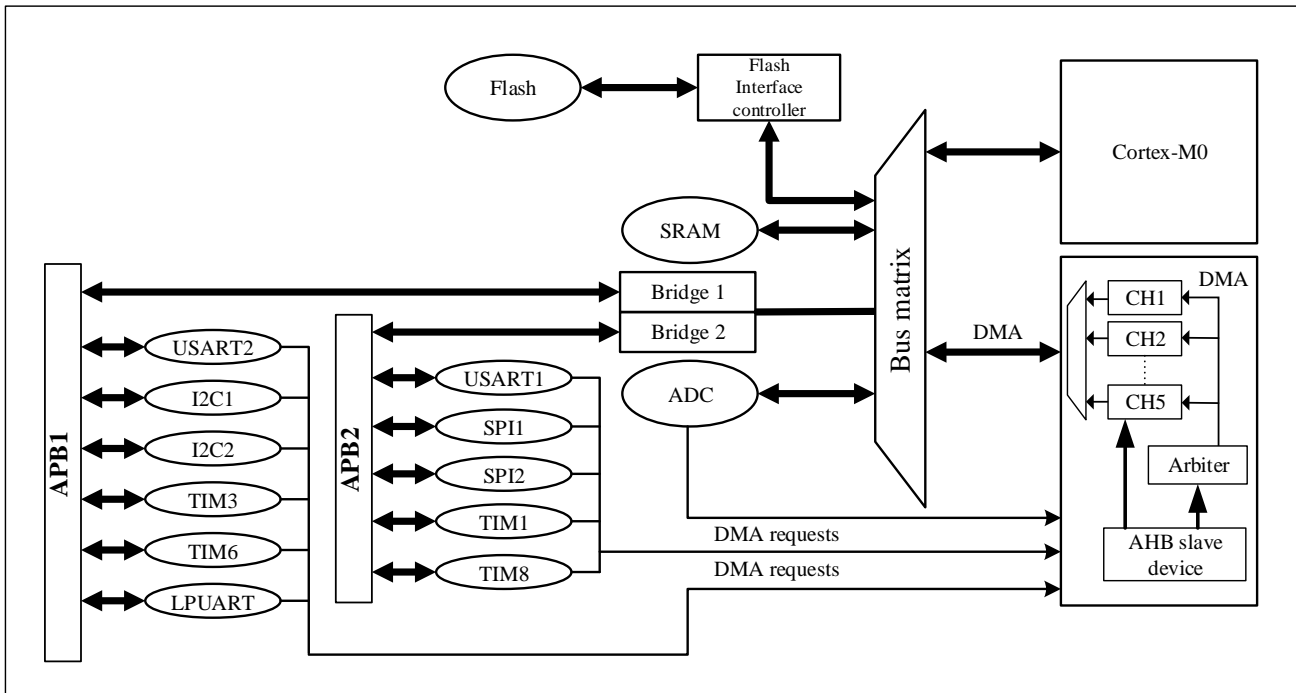 Flash
Flash
Interface
controller
Cortex-M0
SRAM
Bus matrix
DMA
APB1
Bridge 1
Bridge 2
CH1
CH2
CH5
DMA
APB2
USART2
I2C1
I2C2
TIM3
TIM6
LPUART
USART1
SPI1
SPI2
TIM1
TIM8
ADC
Arbiter
AHB slave
device
DMA requests
DMA requests